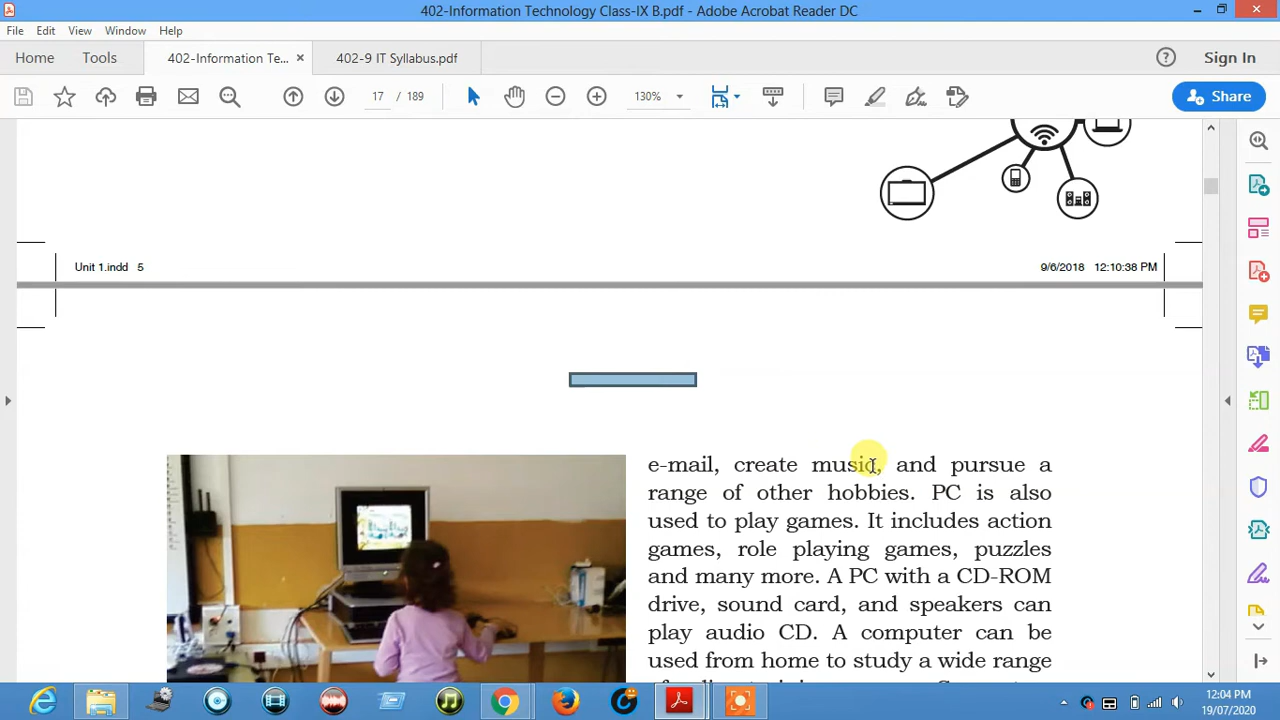 402-Information Technology Class-IX B.pdf - Adobe Acrobat Reader DC
File Edit View Window Help
Home Tools 402-Information Te... × 402-9 IT Syllabus.pdf Sign In
17 / 189 130% Share
Unit 1.indd 5 9/6/2018 12:10:38 PM
e-mail, create music, and pursue a
range of other hobbies. PC is also
used to play games. It includes action
games, role playing games, puzzles
and many more. A PC with a CD-ROM
drive, sound card, and speakers can
play audio CD. A computer can be
used from home to study a wide range
12:04 PM
19/07/2020